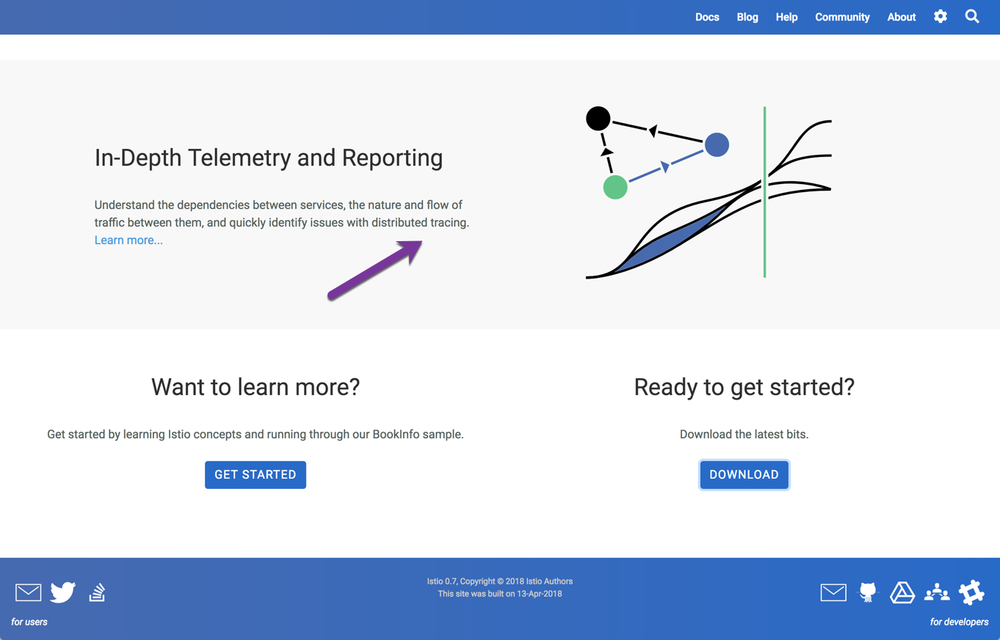 Docs Blog Help Community About
In-Depth Telemetry and Reporting
Understand the dependencies between services, the nature and flow of
traffic between them, and quickly identify issues with distributed tracing.
Learn more...
Want to learn more?
Get started by learning Istio concepts and running through our BookInfo sample.
GET STARTED
Ready to get started?
Download the latest bits.
DOWNLOAD
for users
Istio 0.7, Copyright © 2018 Istio Authors
This site was built on 13-Apr-2018
for developers